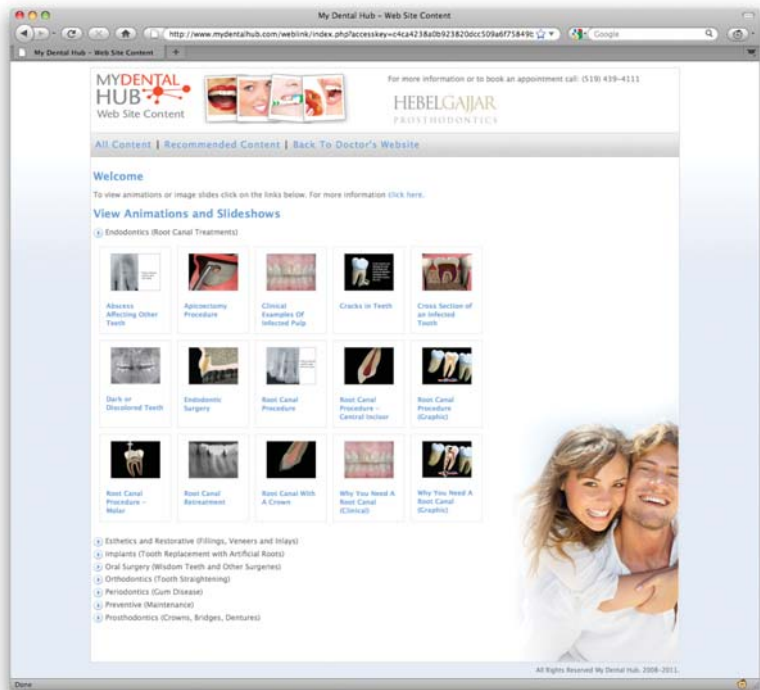 My Dental Hub – Web Site Content
http://www.mydentalhub.com/weblink/index.php?accesskey=c4ca4238a0b923820dcc509a6f75849b
Google
My Dental Hub – Web Site Content
MYDENTAL
HUB
Web Site Content
For more information or to book an appointment call: (519) 439-4111
HEBELGAJJAR
PROSTHODONTICS
All Content | Recommended Content | Back To Doctor's Website
Welcome
To view animations or image slides click on the links below. For more information click here.
View Animations and Slideshows
Endodontics (Root Canal Treatments)
Abscess
Affecting Other
Teeth
Apicoectomy
Procedure
Clinical
Examples Of
Infected Pulp
Cracks in Teeth
Cross Section of
an Infected
Tooth
Dark or
Discolored Teeth
Endodontic
Surgery
Root Canal
Procedure
Root Canal
Procedure –
Central Incisor
Root Canal
Procedure
(Graphic)
Root Canal
Procedure –
Molar
Root Canal
Retreatment
Root Canal With
A Crown
Why You Need A
Root Canal
(Clinical)
Why You Need A
Root Canal
(Graphic)
Esthetics and Restorative (Fillings, Veneers and Inlays)
Implants (Tooth Replacement with Artificial Roots)
Oral Surgery (Wisdom Teeth and Other Surgeries)
Orthodontics (Tooth Straightening)
Periodontics (Gum Disease)
Preventive (Maintenance)
Prosthodontics (Crowns, Bridges, Dentures)
All Rights Reserved My Dental Hub. 2008-2011.
Done